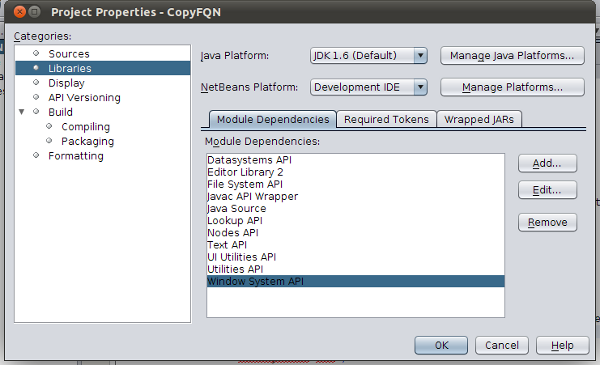 Project Properties - CopyFQN
Categories:
Sources
Libraries
Display
API Versioning
Build
Compiling
Packaging
Formatting
Java Platform:
JDK 1.6 (Default)
Manage Java Platforms...
NetBeans Platform:
Development IDE
Manage Platforms...
Module Dependencies
Required Tokens
Wrapped JARs
Module Dependencies:
Datasystems API
Editor Library 2
File System API
Javac API Wrapper
Java Source
Lookup API
Nodes API
Text API
UI Utilities API
Utilities API
Window System API
Add...
Edit...
Remove
OK
Cancel
Help